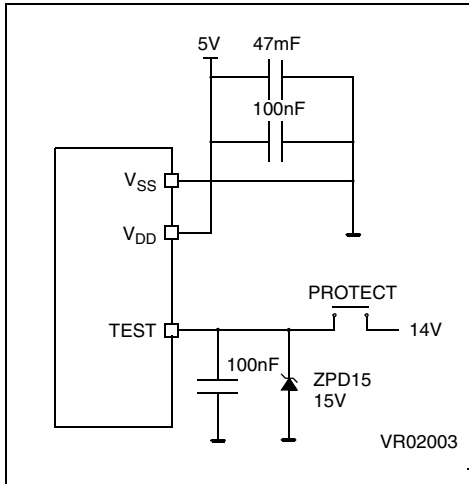 5V 47mF
100nF
VSS
VDD
PROTECT
TEST 14V
100nF ZPD15
15V
VR02003